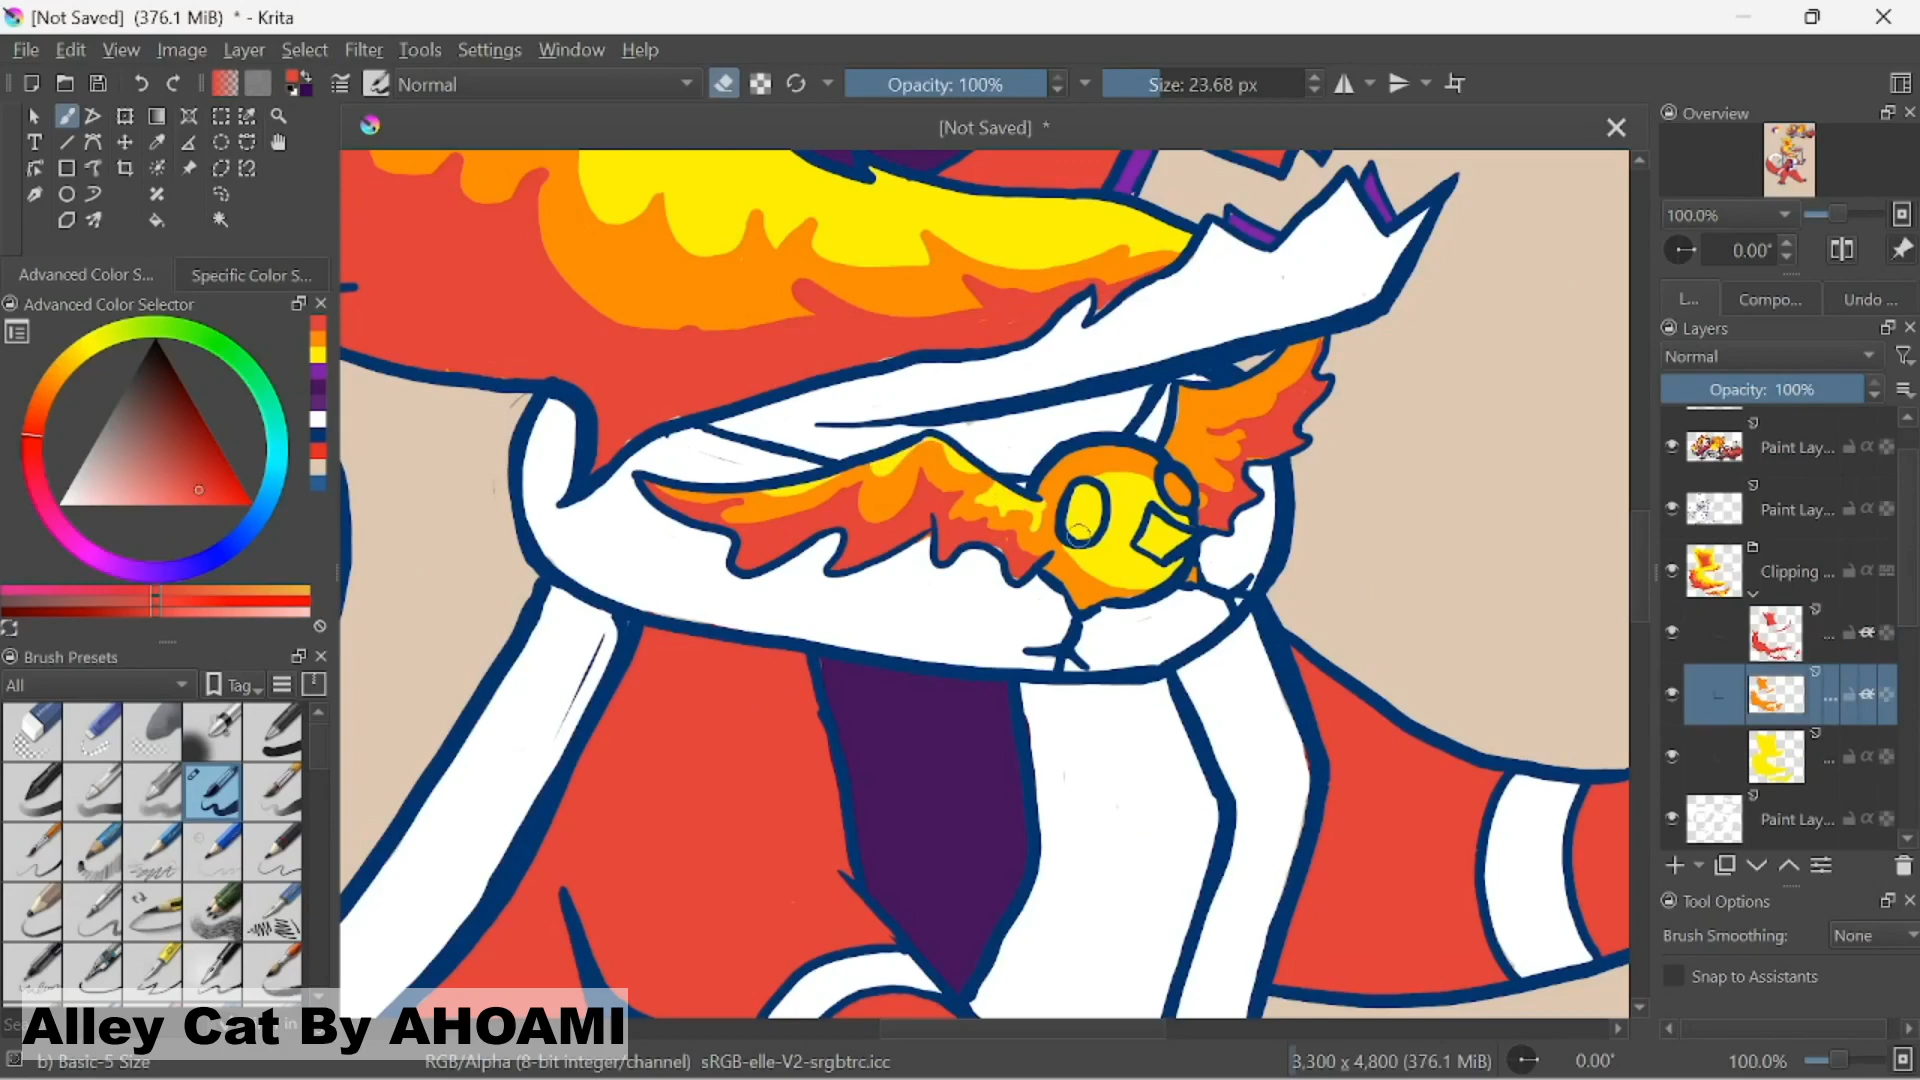 [Not Saved] (376.1 MiB) * - Krita
File Edit View Image Layer Select Filter Tools Settings Window Help
Normal
Opacity: 100%
Size: 23.68 px
[Not Saved] *
Overview
100.0%
0.00°
Advanced Color S...
Specific Color S...
L...
Compo...
Undo ...
Advanced Color Selector
Layers
Normal
Opacity: 100%
Paint Lay...
Paint Lay...
Clipping ...
...
...
...
Paint Lay...
Brush Presets
All
Tag
Tool Options
Brush Smoothing: None
Snap to Assistants
Alley Cat By AHOAMI
b) Basic-5 Size
RGB/Alpha (8-bit integer/channel) sRGB-elle-V2-srgbtrc.icc
3,300 x 4,800 (376.1 MiB)
0.00°
100.0%